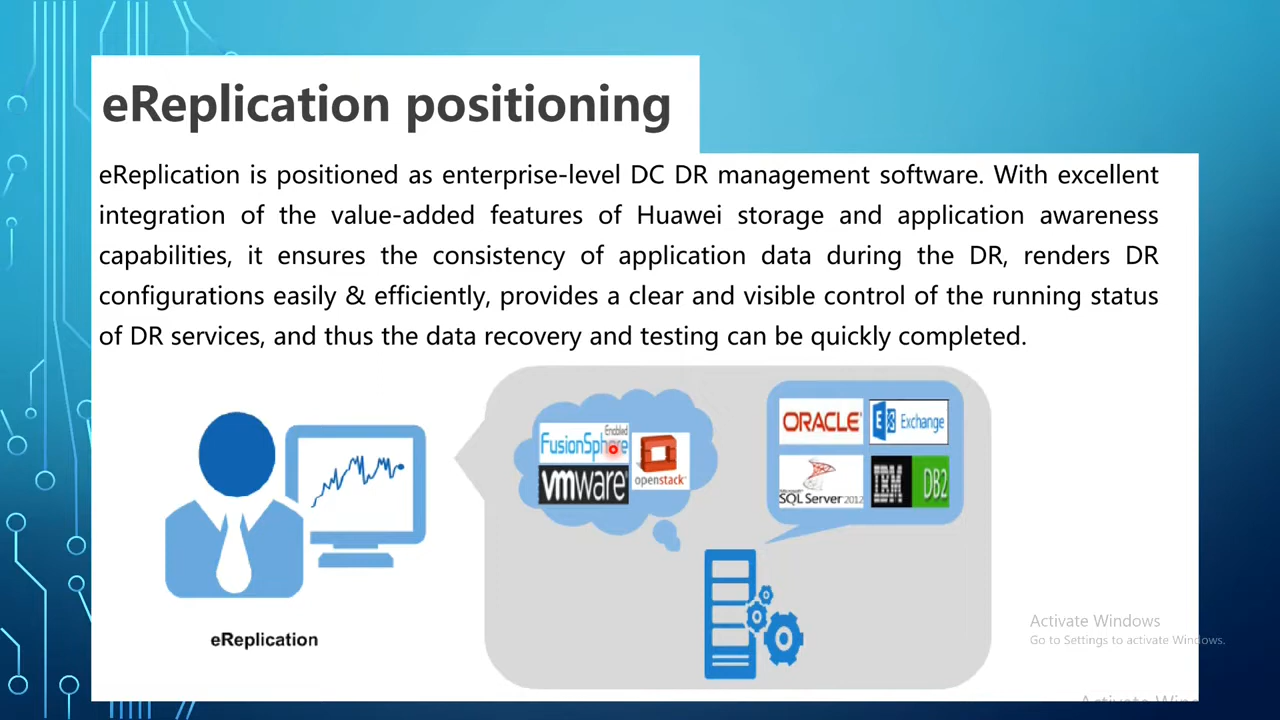 eReplication positioning
eReplication is positioned as enterprise-level DC DR management software. With excellent
integration of the value-added features of Huawei storage and application awareness
capabilities, it ensures the consistency of application data during the DR, renders DR
configurations easily & efficiently, provides a clear and visible control of the running status
of DR services, and thus the data recovery and testing can be quickly completed.
Enabled
FusionSphere
vmware
openstack
ORACLE
Exchange
Microsoft
SQL Server 2012
IBM DB2
eReplication
Activate Windows
Go to Settings to activate Windows.
Activate Win